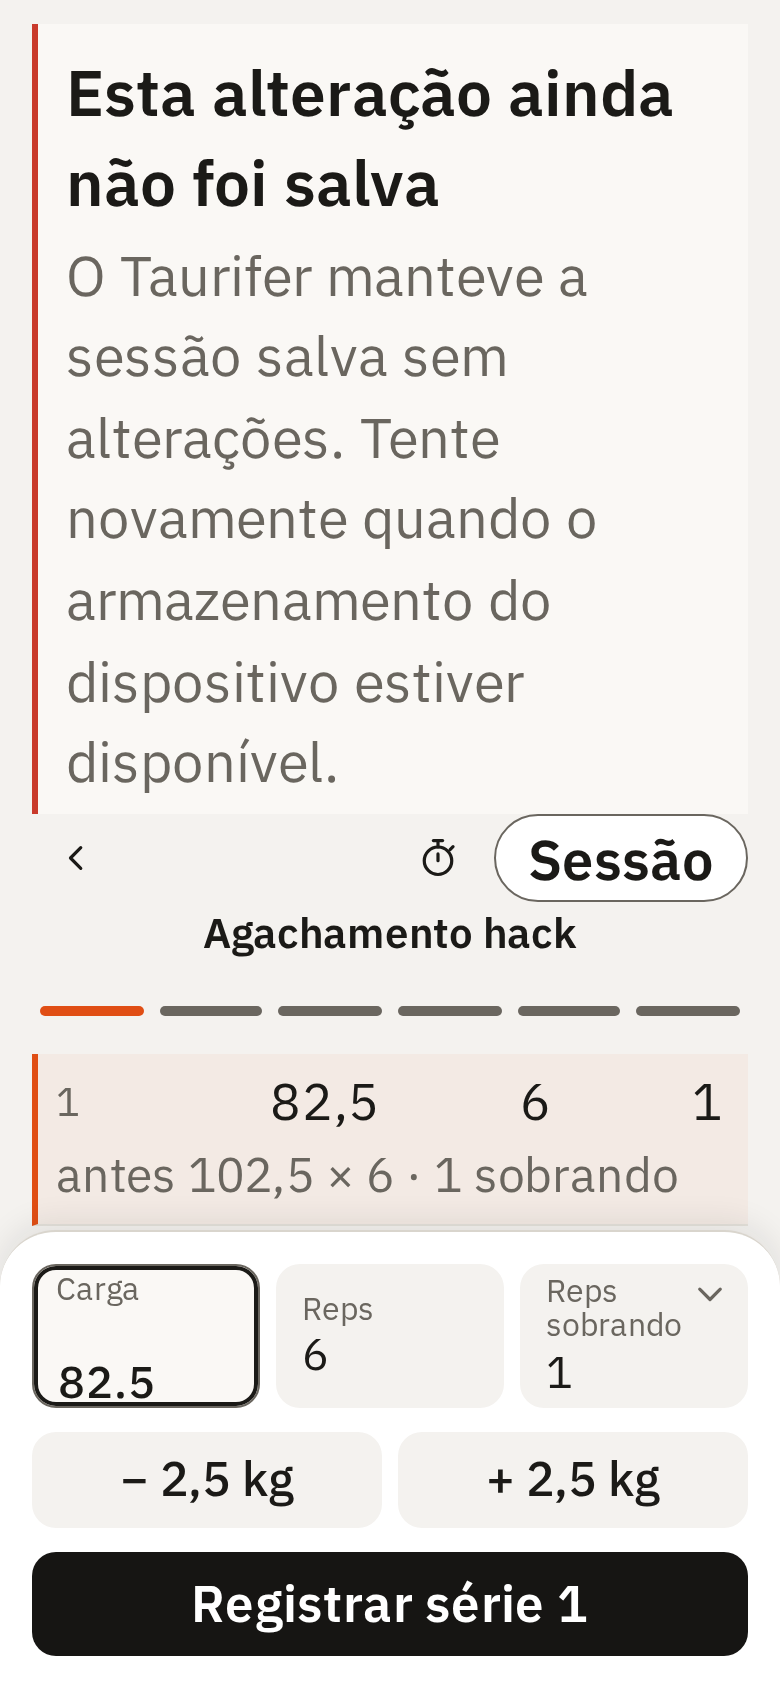 Esta alteração ainda
não foi salva
O Taurifer manteve a
sessão salva sem
alterações. Tente
novamente quando o
armazenamento do
dispositivo estiver
disponível.
Sessão
Agachamento hack
1 82,5 6 1
antes 102,5 × 6 · 1 sobrando
Carga
82.5
Reps
6
Reps
sobrando
1
− 2,5 kg
+ 2,5 kg
Registrar série 1